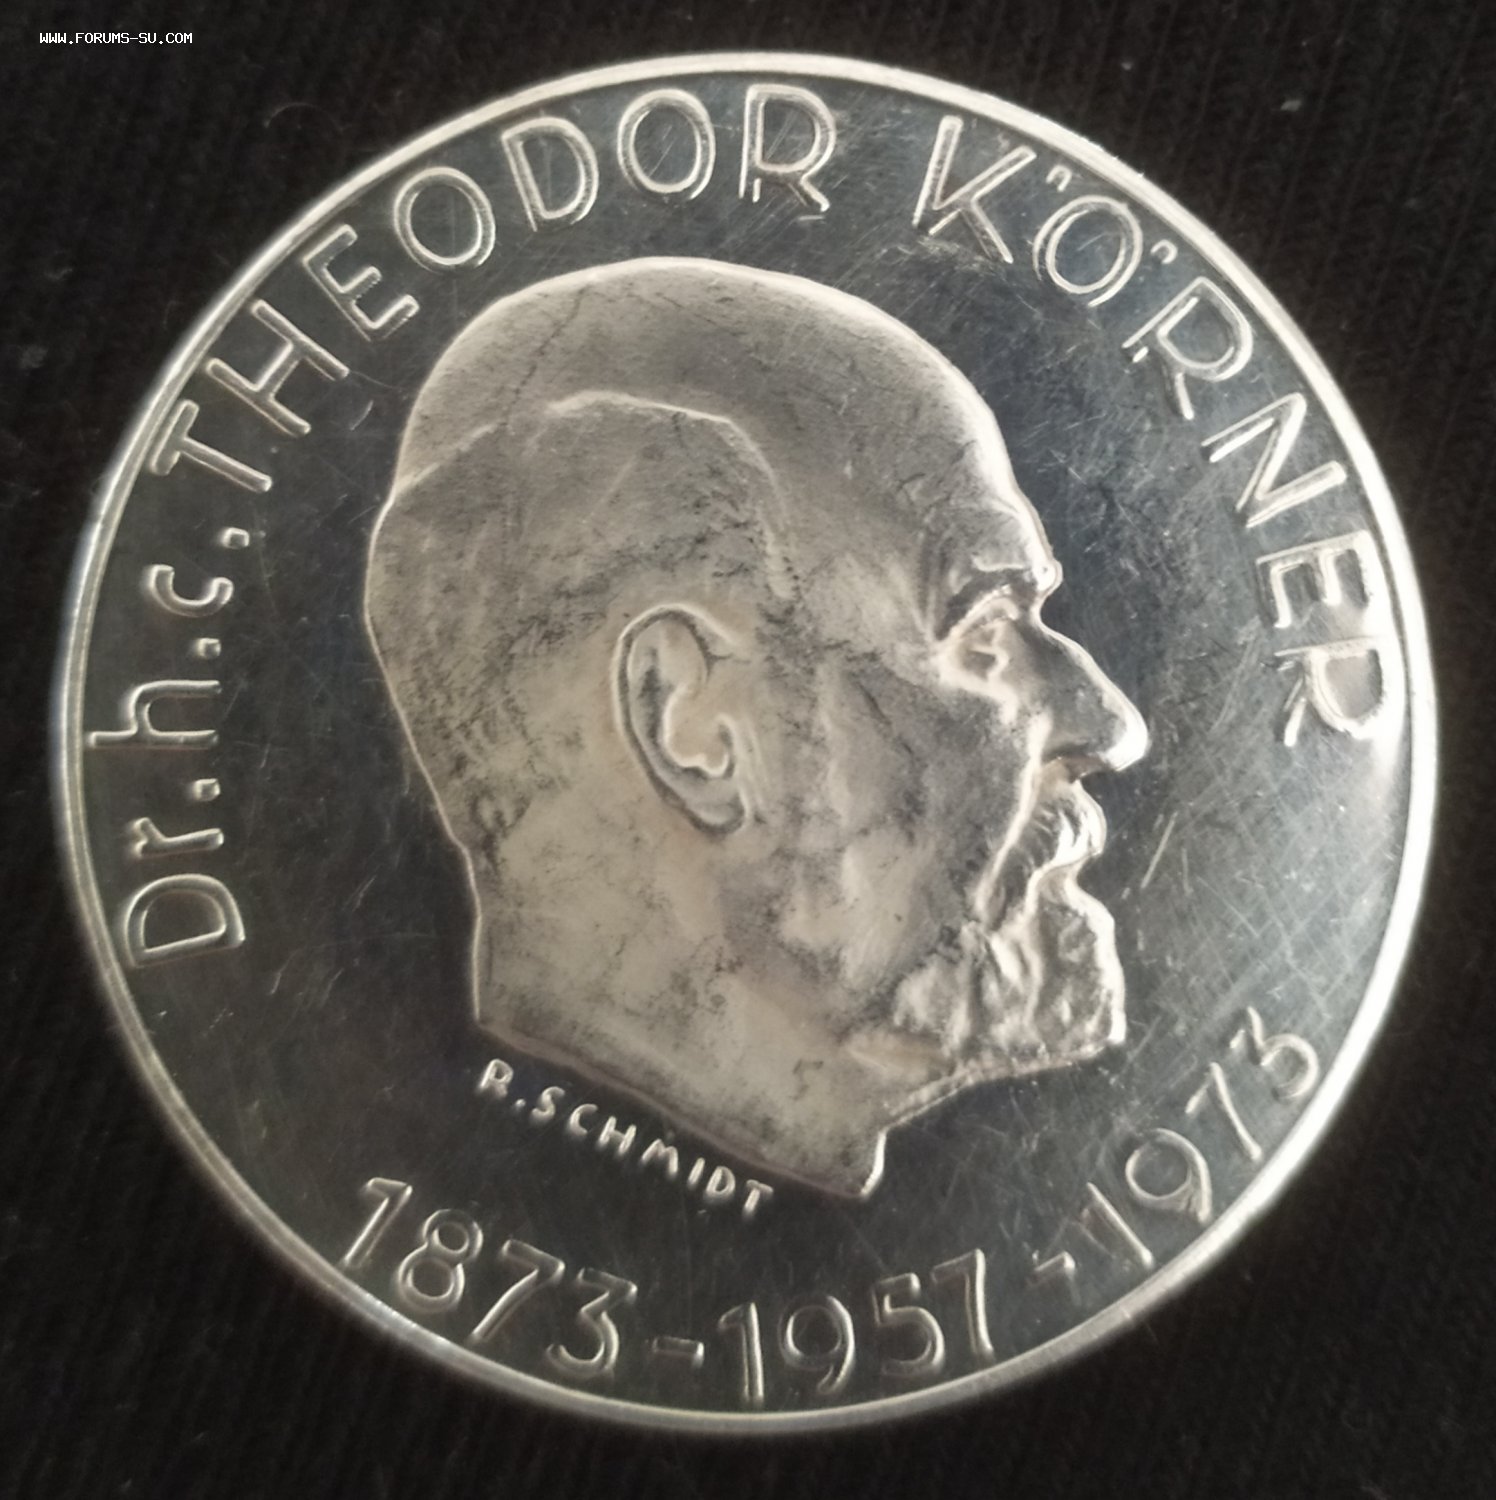 WWW.FORUMS-SU.COM
Dr.h.c. THEODOR KÖRNER
R.SCHMIDT
1873-1957-1973